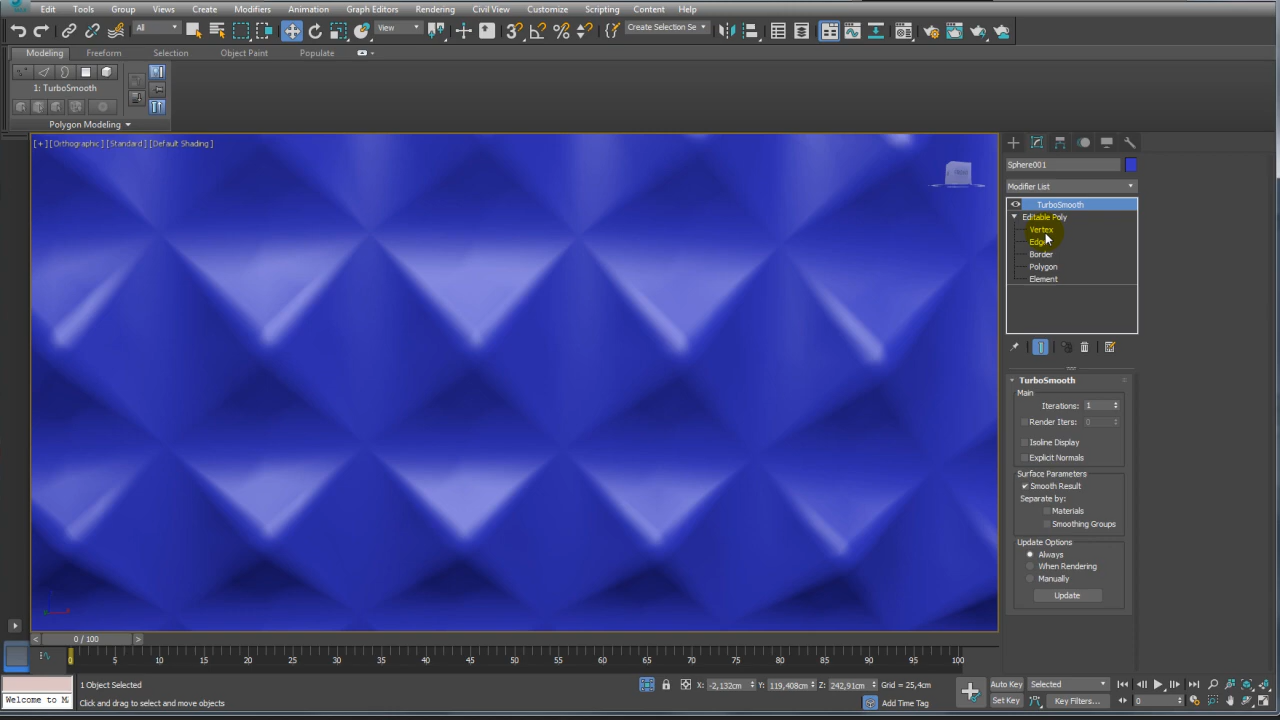 Edit Tools Group Views Create Modifiers Animation Graph Editors Rendering Civil View Customize Scripting Content Help
All View Create Selection Se
Modeling Freeform Selection Object Paint Populate
1: TurboSmooth
Polygon Modeling
[+][Orthographic][Standard][Default Shading]
Sphere001
Modifier List
TurboSmooth
Editable Poly
Vertex
Edge
Border
Polygon
Element
TurboSmooth
Main
Iterations: 1
Render Iters: 0
Isoline Display
Explicit Normals
Surface Parameters
Smooth Result
Separate by:
Materials
Smoothing Groups
Update Options
Always
When Rendering
Manually
Update
< 0 / 100 >
0 5 10 15 20 25 30 35 40 45 50 55 60 65 70 75 80 85 90 95 100
1 Object Selected X: -2,132cm Y: 119,408cm Z: 242,91cm Grid = 25,4cm Auto Key Selected
Welcome to M Click and drag to select and move objects Add Time Tag Set Key Key Filters... 0